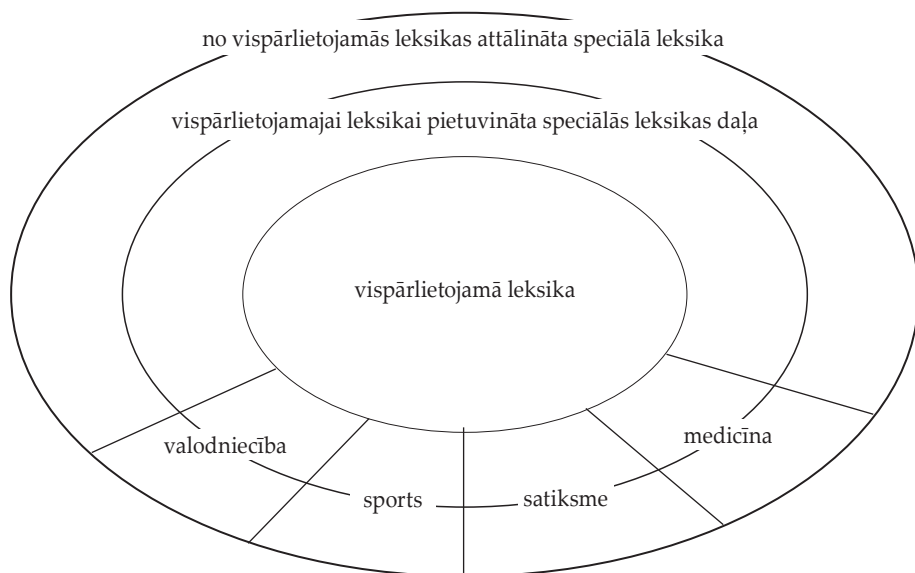 no vispārlietojamās leksikas attālināta speciālā leksika
vispārlietojamajai leksikai pietuvināta speciālās leksikas daļa
vispārlietojamā leksika
valodniecība
medicīna
sports
satiksme